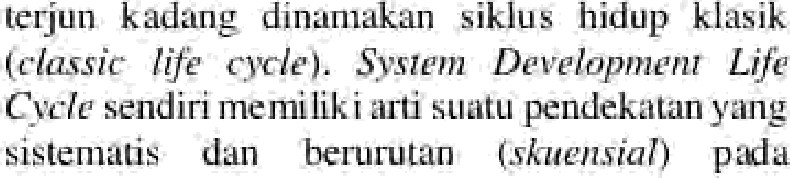 terjun kadang dinamakan siklus hidup klasik
(classic life cycle). System Development Life
Cycle sendiri memiliki arti suatu pendekatan yang
sistematis dan berurutan (skuensial) pada